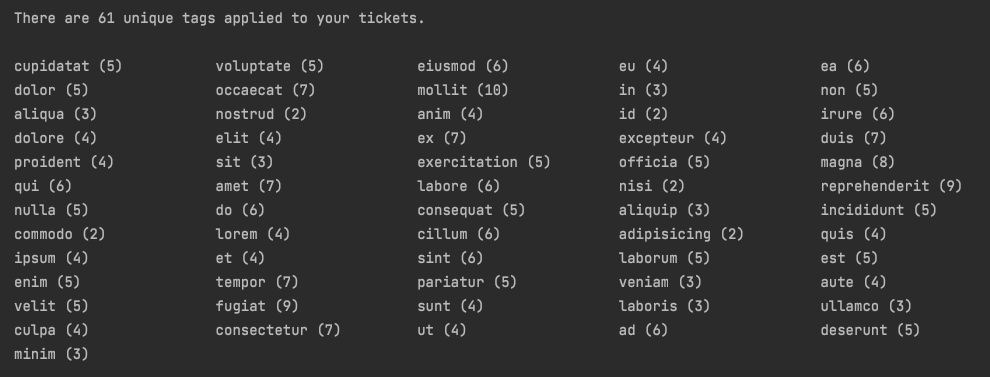 There are 61 unique tags applied to your tickets.
cupidatat (5) voluptate (5) eiusmod (6) eu (4) ea (6)
dolor (5) occaecat (7) mollit (10) in (3) non (5)
aliqua (3) nostrud (2) anim (4) id (2) irure (6)
dolore (4) elit (4) ex (7) excepteur (4) duis (7)
proident (4) sit (3) exercitation (5) officia (5) magna (8)
qui (6) amet (7) labore (6) nisi (2) reprehenderit (9)
nulla (5) do (6) consequat (5) aliquip (3) incididunt (5)
commodo (2) lorem (4) cillum (6) adipisicing (2) quis (4)
ipsum (4) et (4) sint (6) laborum (5) est (5)
enim (5) tempor (7) pariatur (5) veniam (3) aute (4)
velit (5) fugiat (9) sunt (4) laboris (3) ullamco (3)
culpa (4) consectetur (7) ut (4) ad (6) deserunt (5)
minim (3)